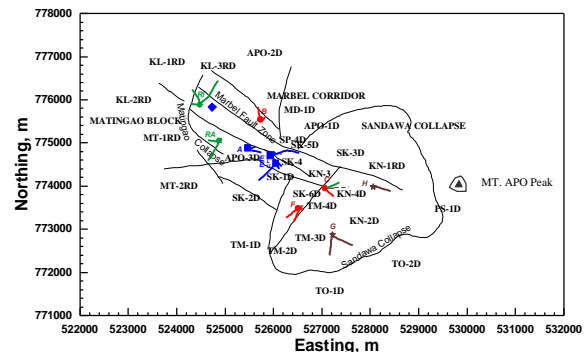 Northing, m
778000
777000
776000
775000
774000
773000
772000
771000
522000 523000 524000 525000 526000 527000 528000 529000 530000 531000 532000
Easting, m
KL-1RD
KL-3RD
APO-2D
KL-2RD
RI
B
Marbel Fault Zone
MARBEL CORRIDOR
MD-1D
MATINGAO BLOCK
Collapse
APO-1D
SANDAWA COLLAPSE
MT-1RD
RA
SP-4D
SK-5D
A
APO-3D
SK-4
SK-3D
KN-1RD
E
SK-1D
KN-3
MT-2RD
SK-2D
C
SK-6D
KN-4D
H
MT. APO Peak
F
TM-4D
PS-1D
KN-2D
G
TM-3D
TM-1D
TM-2D
Sandawa Collapse
TO-2D
TO-1D